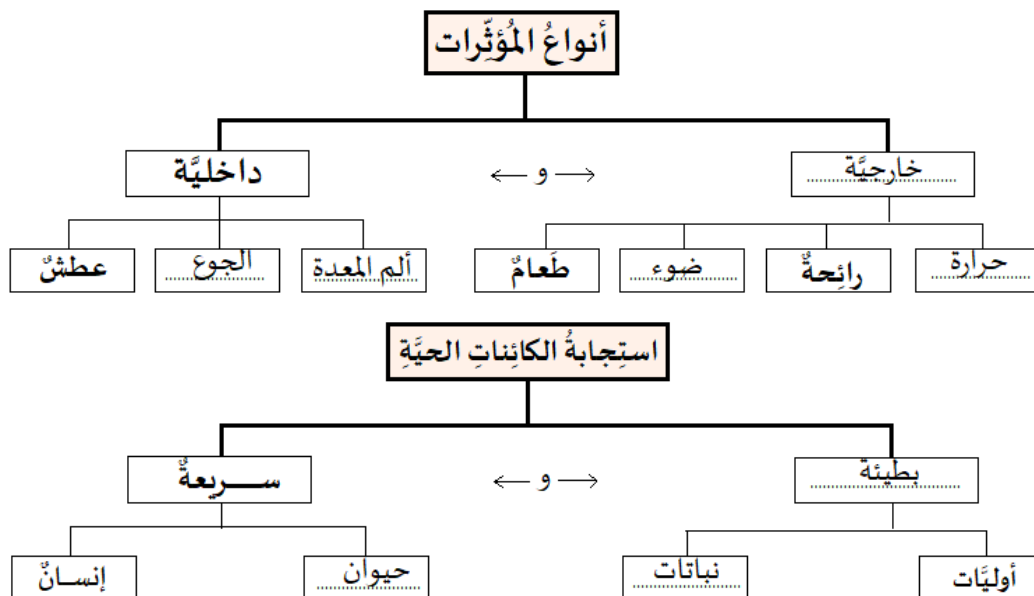 أنواعُ المُؤثِّرات
خارجيَّة و داخليَّة
حرارة رائِحةٌ ضوء طَعامٌ ألم المعدة الجوع عطشٌ
استِجابةُ الكائِناتِ الحيَّةِ
بطيئة و ســـريعةٌ
أوليَّات نباتات حيوان إنســانٌ